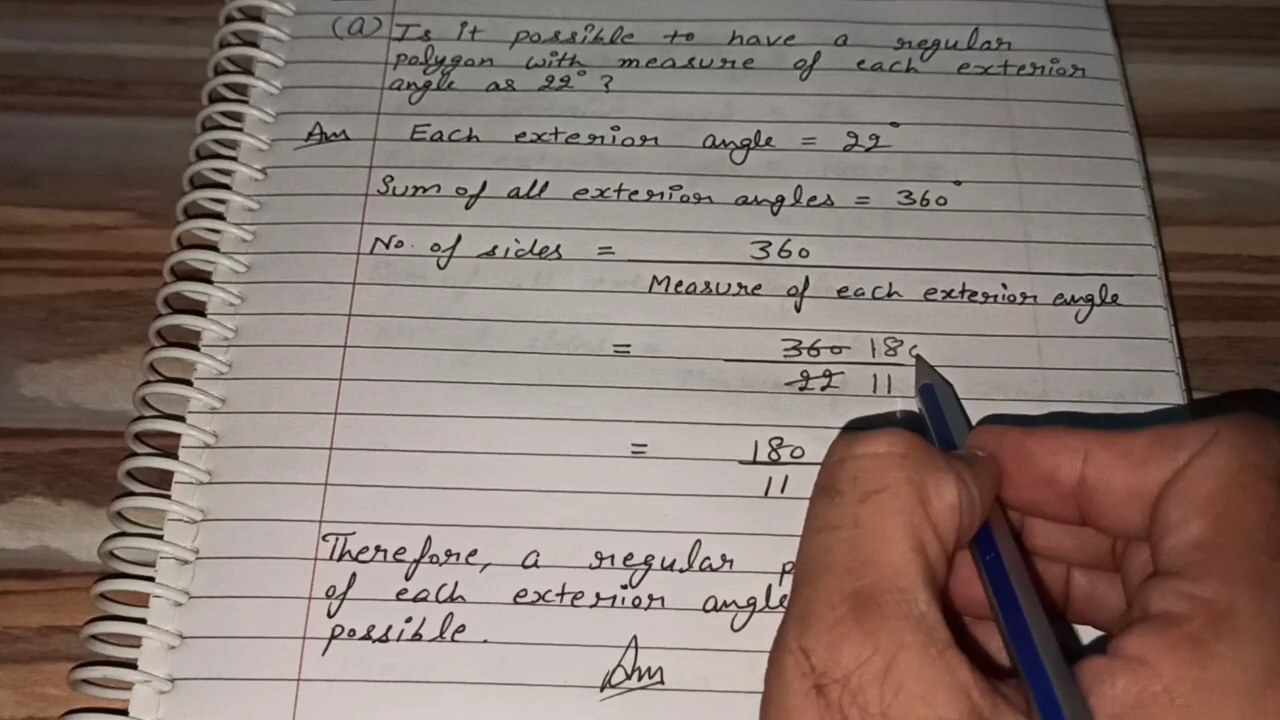 (a) Is it possible to have a regular
polygon with measure of each exterior
angle as 22° ?
Ans Each exterior angle = 22°
Sum of all exterior angles = 360°
No. of sides = 360
Measure of each exterior angle
= 360 180
22 11
= 180
11
Therefore, a regular p
of each exterior angle
possible.
Ans